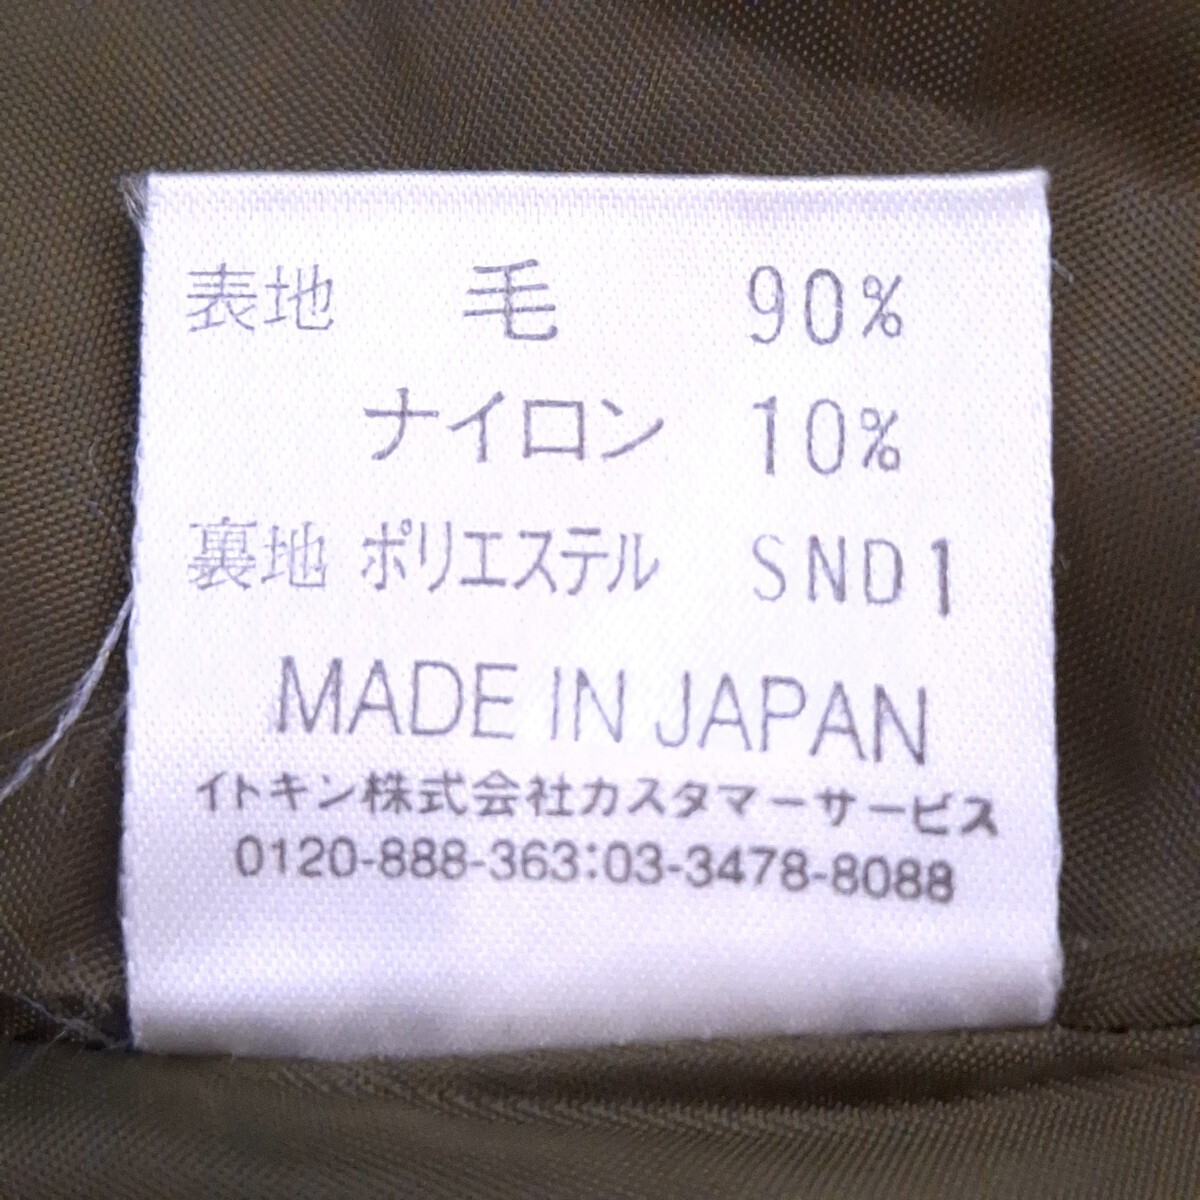 表地 毛 90%
ナイロン 10%
裏地 ポリエステル SND1
MADE IN JAPAN
イトキン株式会社カスタマーサービス
0120-888-363:03-3478-8088